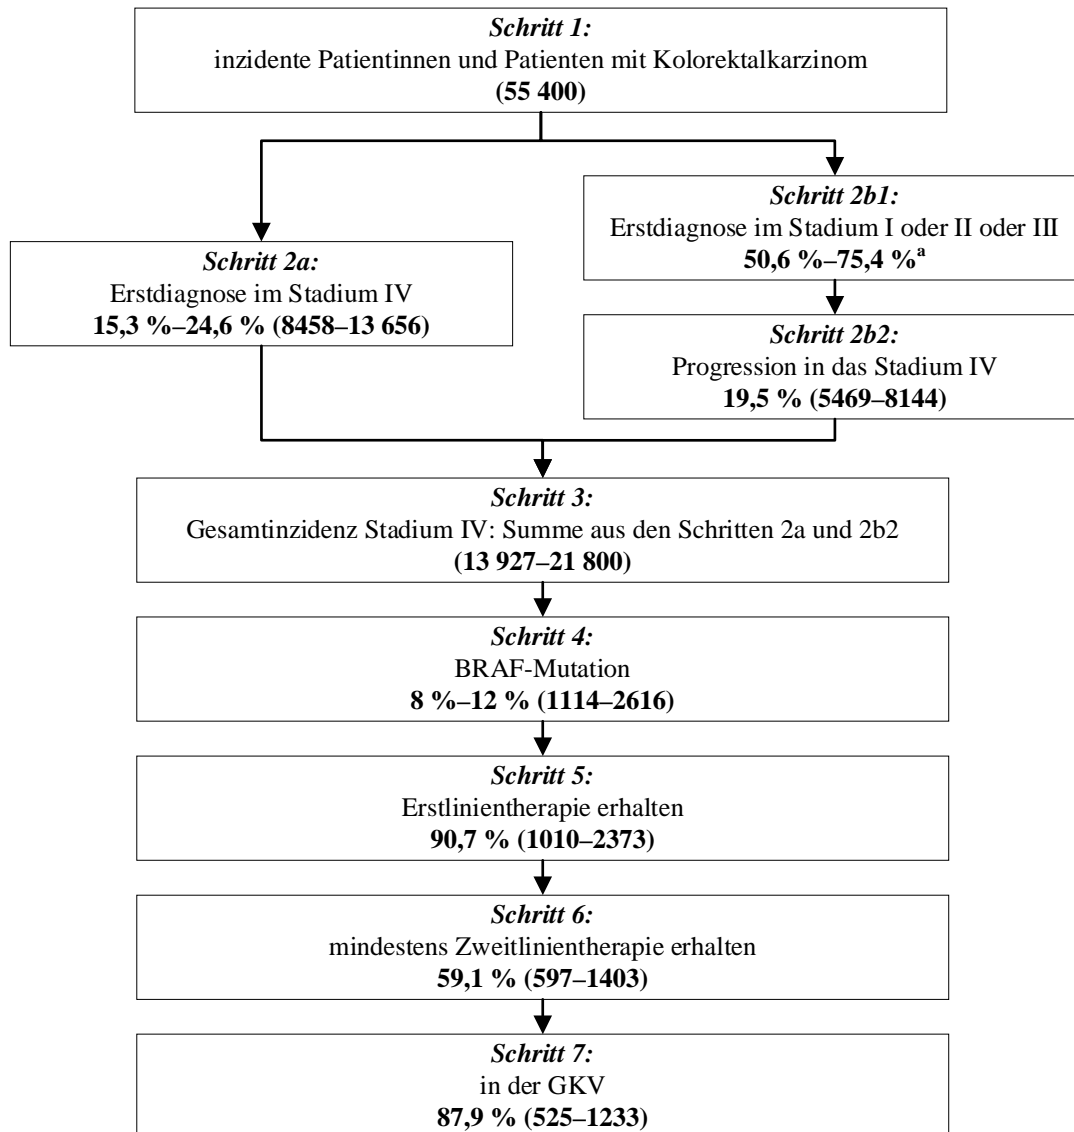 Schritt 1:
inzidente Patientinnen und Patienten mit Kolorektalkarzinom
(55 400)
Schritt 2a:
Erstdiagnose im Stadium IV
15,3 %–24,6 % (8458–13 656)
Schritt 2b1:
Erstdiagnose im Stadium I oder II oder III
50,6 %–75,4 %ᵃ
Schritt 2b2:
Progression in das Stadium IV
19,5 % (5469–8144)
Schritt 3:
Gesamtinzidenz Stadium IV: Summe aus den Schritten 2a und 2b2
(13 927–21 800)
Schritt 4:
BRAF-Mutation
8 %–12 % (1114–2616)
Schritt 5:
Erstlinientherapie erhalten
90,7 % (1010–2373)
Schritt 6:
mindestens Zweitlinientherapie erhalten
59,1 % (597–1403)
Schritt 7:
in der GKV
87,9 % (525–1233)